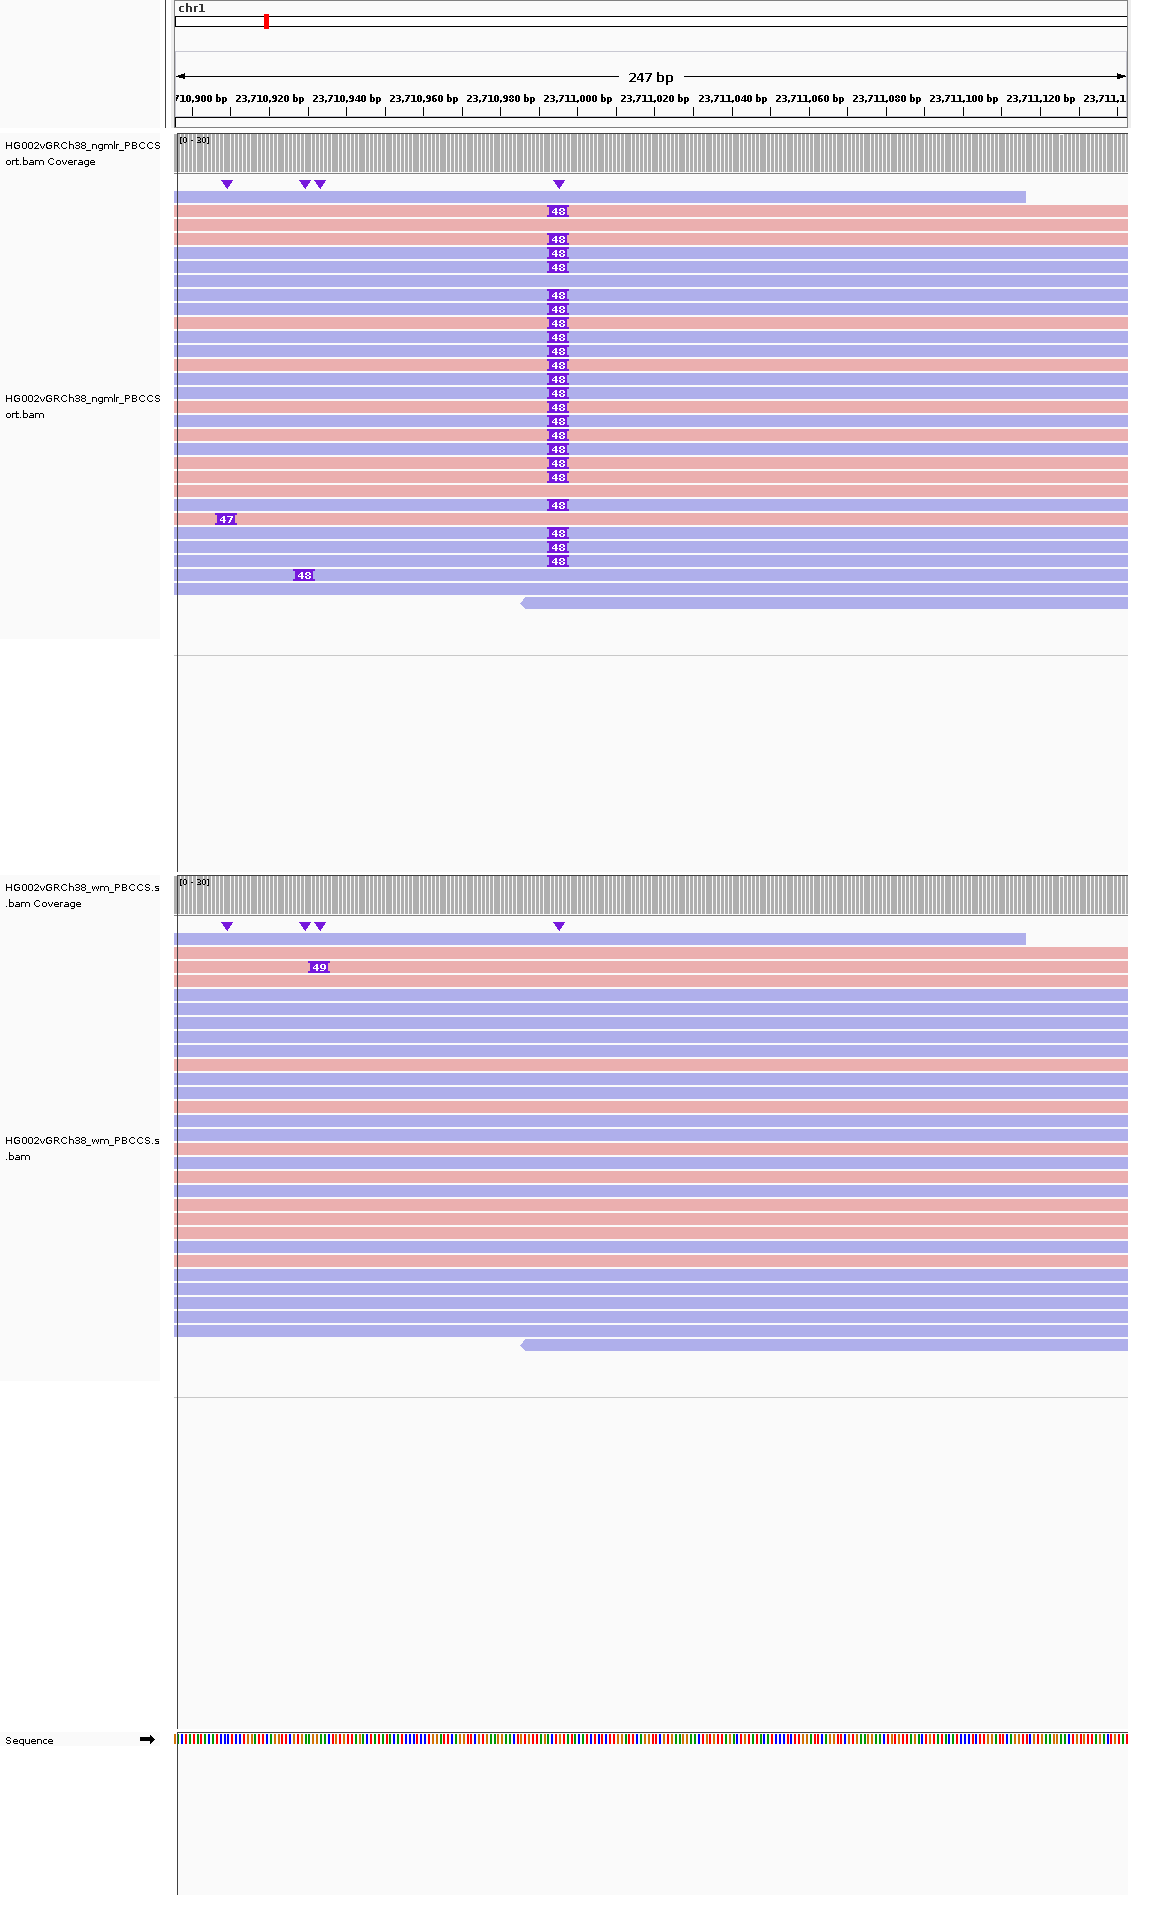 chr1
247 bp
710,900 bp 23,710,920 bp 23,710,940 bp 23,710,960 bp 23,710,980 bp 23,711,000 bp 23,711,020 bp 23,711,040 bp 23,711,060 bp 23,711,080 bp 23,711,100 bp 23,711,120 bp 23,711,1
[0 - 30]
HG002vGRCh38_ngmlr_PBCCS
ort.bam Coverage
48
48
48
48
48
48
48
48
48
48
48
48
HG002vGRCh38_ngmlr_PBCCS
ort.bam
48
48
48
48
48
48
48
47
48
48
48
48
[0 - 30]
HG002vGRCh38_wm_PBCCS.s
.bam Coverage
49
HG002vGRCh38_wm_PBCCS.s
.bam
Sequence